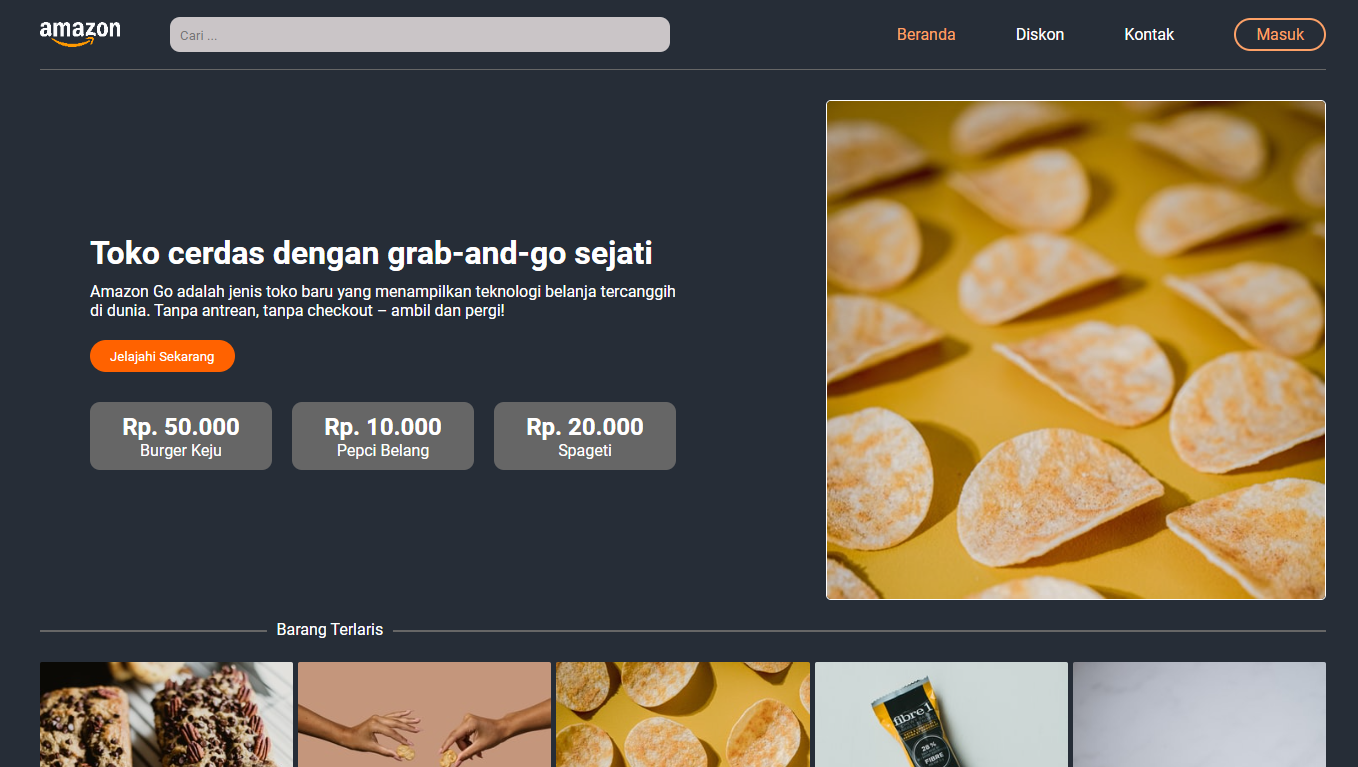 amazon
Cari ...
Beranda
Diskon
Kontak
Masuk
Toko cerdas dengan grab-and-go sejati
Amazon Go adalah jenis toko baru yang menampilkan teknologi belanja tercanggih
di dunia. Tanpa antrean, tanpa checkout – ambil dan pergi!
Jelajahi Sekarang
Rp. 50.000
Burger Keju
Rp. 10.000
Pepci Belang
Rp. 20.000
Spageti
Barang Terlaris
fibre1
28 %
FIBRE